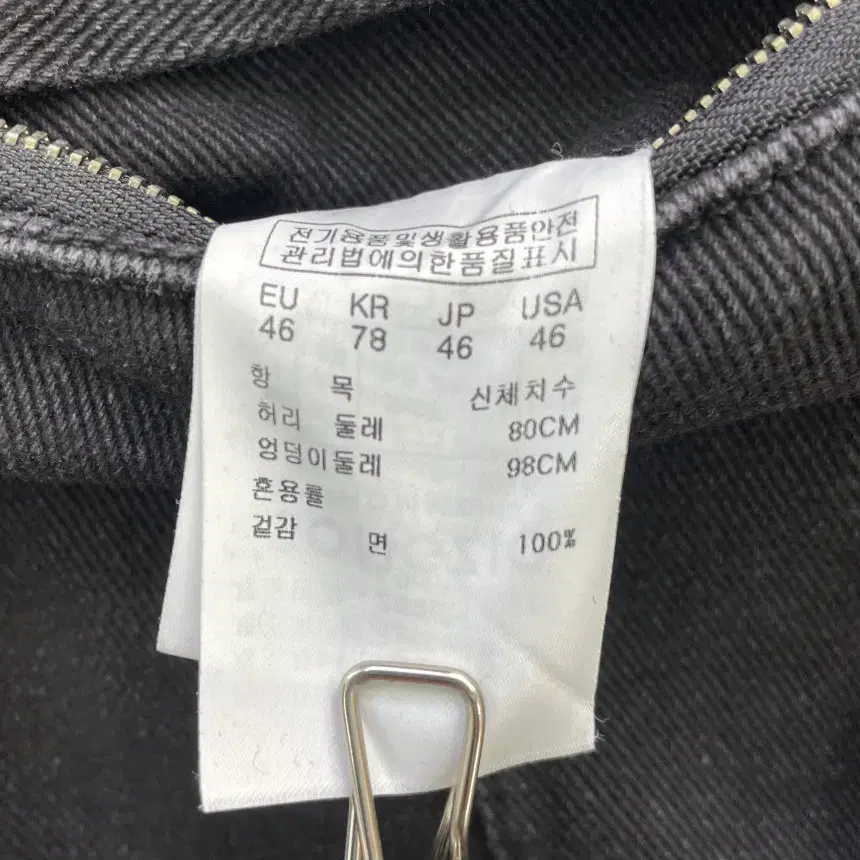 전기용품및생활용품안전
관리법에의한품질표시
EU KR JP USA
46 78 46 46
항 목 신체치수
허리 둘레 80CM
엉덩이둘레 98CM
혼용률
겉감 면 100%